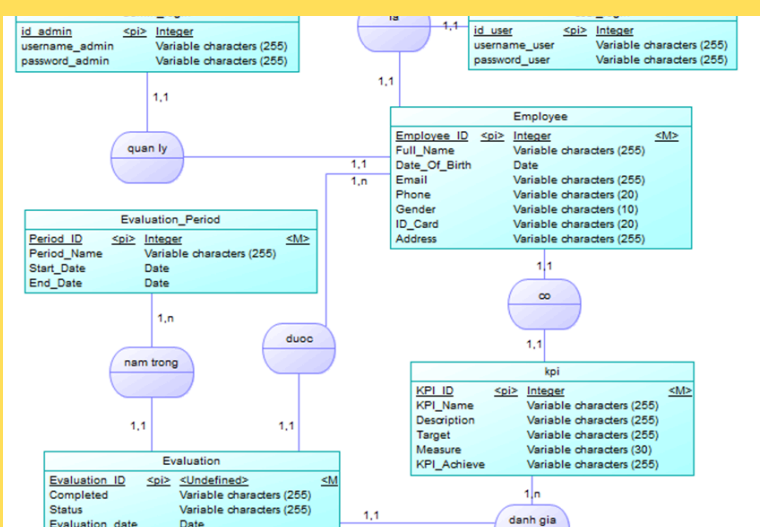 id_admin <pi> Integer
username_admin Variable characters (255)
password_admin Variable characters (255)
la
1,1
id_user <pi> Integer
username_user Variable characters (255)
password_user Variable characters (255)
1,1
1,1
quan ly
1,1
1,n
Employee
Employee_ID <pi> Integer <M>
Full_Name Variable characters (255)
Date_Of_Birth Date
Email Variable characters (255)
Phone Variable characters (20)
Gender Variable characters (10)
ID_Card Variable characters (20)
Address Variable characters (255)
Evaluation_Period
Period_ID <pi> Integer <M>
Period_Name Variable characters (255)
Start_Date Date
End_Date Date
1,1
co
1,1
1,n
nam trong
duoc
1,1
1,1
kpi
KPI_ID <pi> Integer <M>
KPI_Name Variable characters (255)
Description Variable characters (255)
Target Variable characters (255)
Measure Variable characters (30)
KPI_Achieve Variable characters (255)
1,n
danh gia
1,1
Evaluation
Evaluation_ID <pi> <Undefined> <M
Completed Variable characters (255)
Status Variable characters (255)
Evaluation_date Date